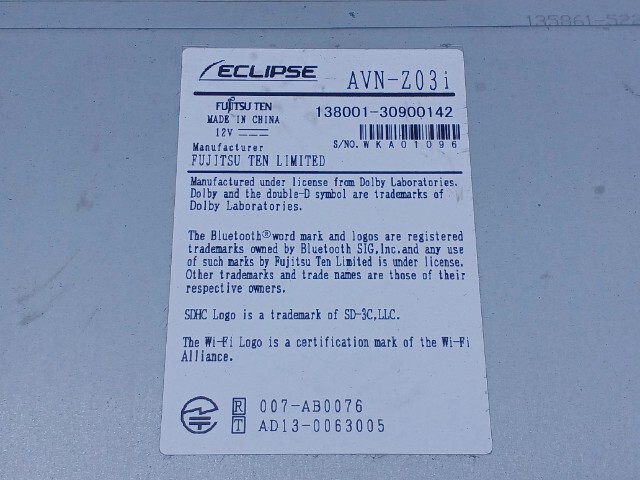 135861-522
ECLIPSE AVN-Z03i
FUJITSU TEN
138001-30900142
MADE IN CHINA
12V
S/NO.WKA01096
Manufacturer
FUJITSU TEN LIMITED
Manufactured under license from Dolby Laboratories.
Dolby and the double-D symbol are trademarks of
Dolby Laboratories.
The Bluetooth® word mark and logos are registered
trademarks owned by Bluetooth SIG,Inc.and any use
of such marks by Fujitsu Ten Limited is under license.
Other trademarks and trade names are those of their
respective owners.
SDHC Logo is a trademark of SD-3C,LLC.
The Wi-Fi Logo is a certification mark of the Wi-Fi
Alliance.
R 007-AB0076
T AD13-0063005